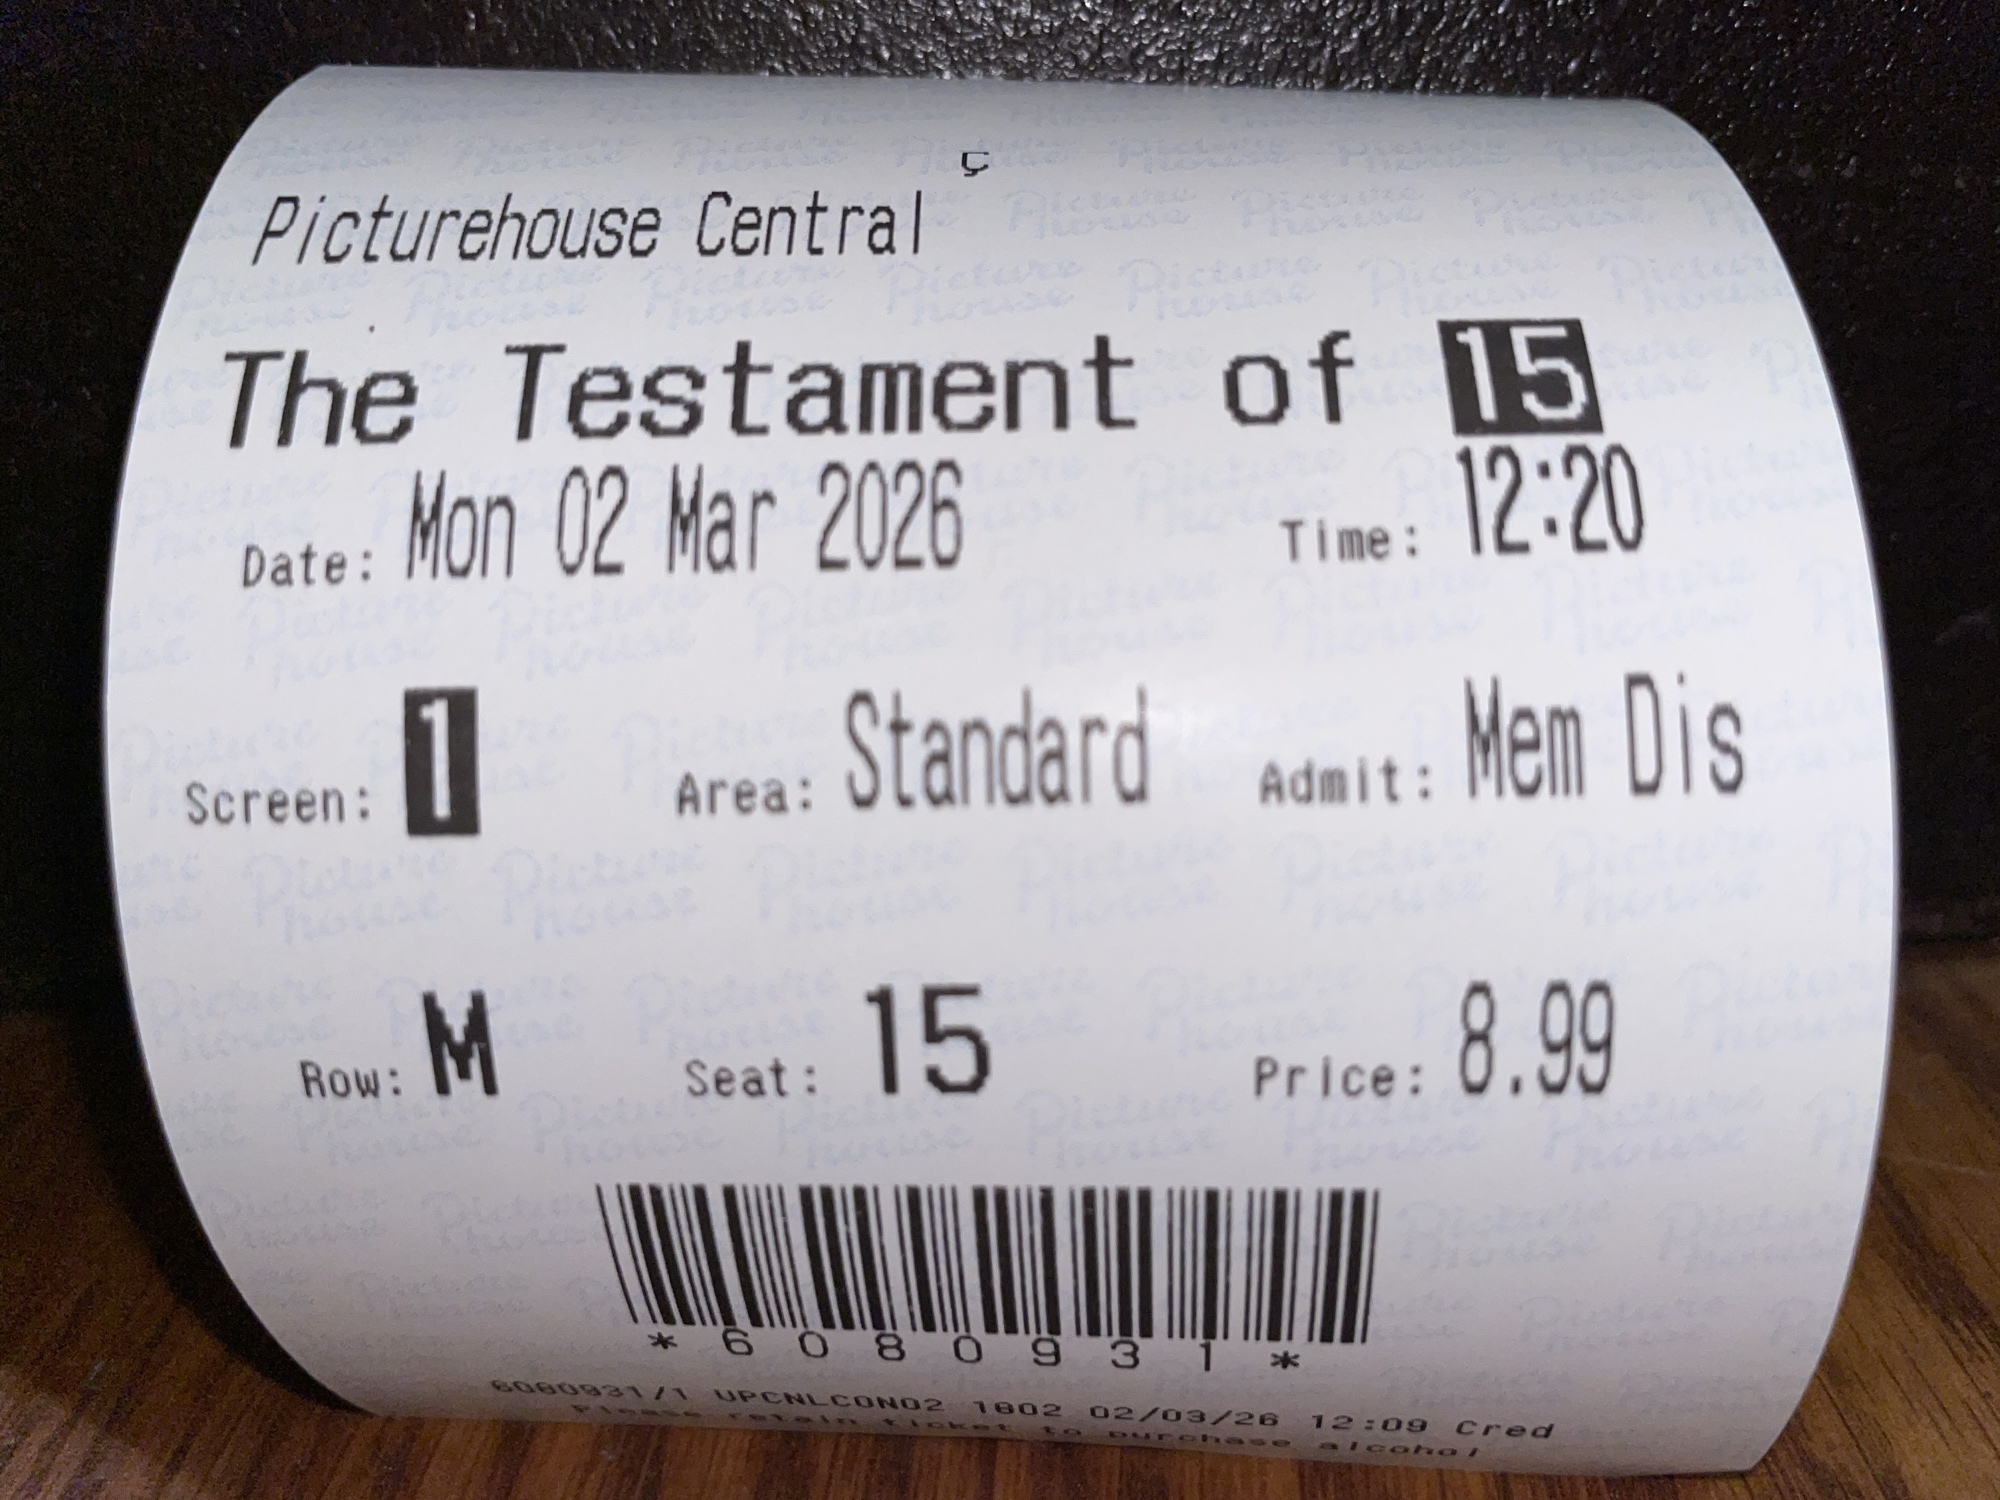 ç
Picturehouse Central
The Testament of 15
Date: Mon 02 Mar 2026 Time: 12:20
Screen: 1 Area: Standard Admit: Mem Dis
Row: M Seat: 15 Price: 8.99
*6080931*
6080931/1 UPCNLCON02 1802 02/03/26 12:09 Cred
Please retain ticket to purchase alcohol